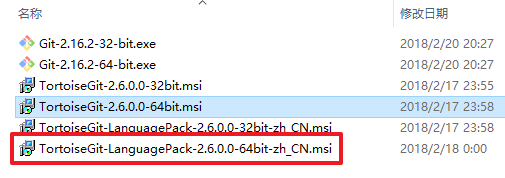 名称 修改日期
Git-2.16.2-32-bit.exe 2018/2/20 20:27
Git-2.16.2-64-bit.exe 2018/2/20 20:27
TortoiseGit-2.6.0.0-32bit.msi 2018/2/17 23:55
TortoiseGit-2.6.0.0-64bit.msi 2018/2/17 23:58
TortoiseGit-LanguagePack-2.6.0.0-32bit-zh_CN.msi 2018/2/17 23:58
TortoiseGit-LanguagePack-2.6.0.0-64bit-zh_CN.msi 2018/2/18 0:00